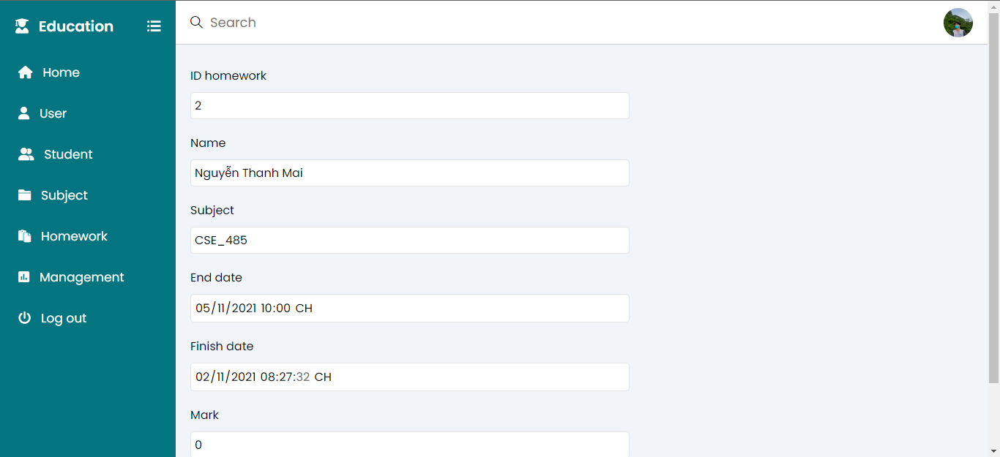 Education
Search
Home
User
Student
Subject
Homework
Management
Log out
ID homework
2
Name
Nguyễn Thanh Mai
Subject
CSE_485
End date
05/11/2021 10:00 CH
Finish date
02/11/2021 08:27:32 CH
Mark
0